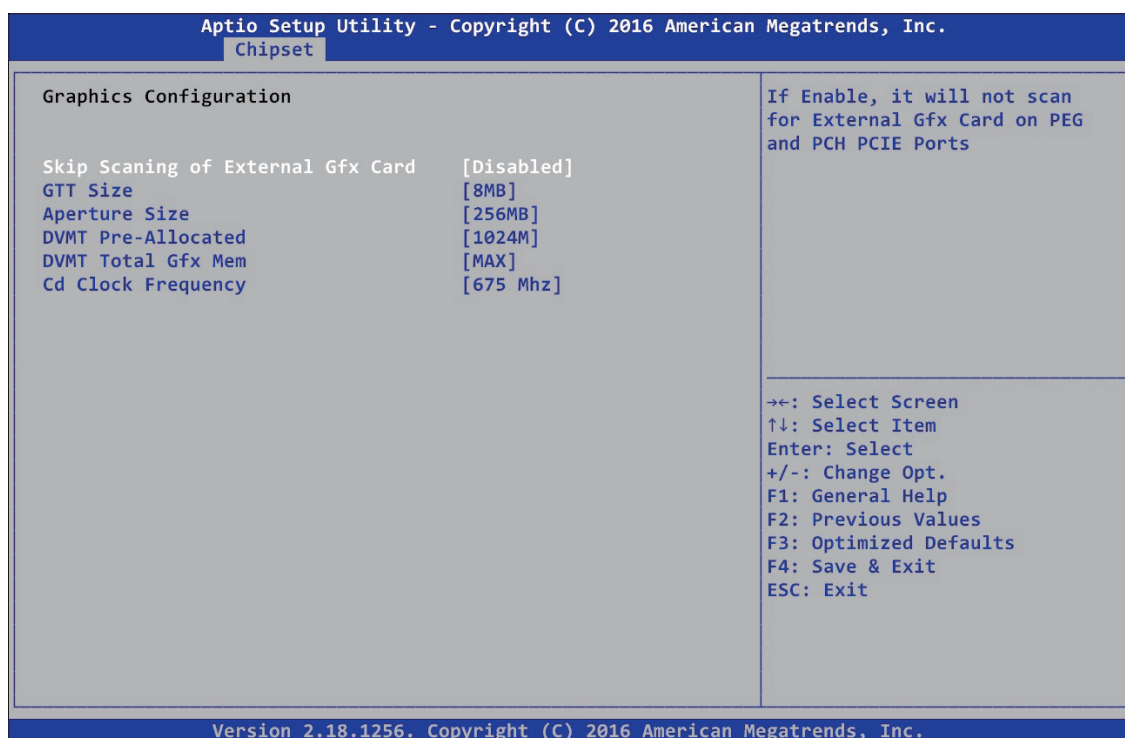 Aptio Setup Utility - Copyright (C) 2016 American Megatrends, Inc.
Chipset
Graphics Configuration
Skip Scaning of External Gfx Card [Disabled]
GTT Size [8MB]
Aperture Size [256MB]
DVMT Pre-Allocated [1024M]
DVMT Total Gfx Mem [MAX]
Cd Clock Frequency [675 Mhz]
If Enable, it will not scan
for External Gfx Card on PEG
and PCH PCIE Ports
→←: Select Screen
↑↓: Select Item
Enter: Select
+/-: Change Opt.
F1: General Help
F2: Previous Values
F3: Optimized Defaults
F4: Save & Exit
ESC: Exit
Version 2.18.1256. Copyright (C) 2016 American Megatrends, Inc.